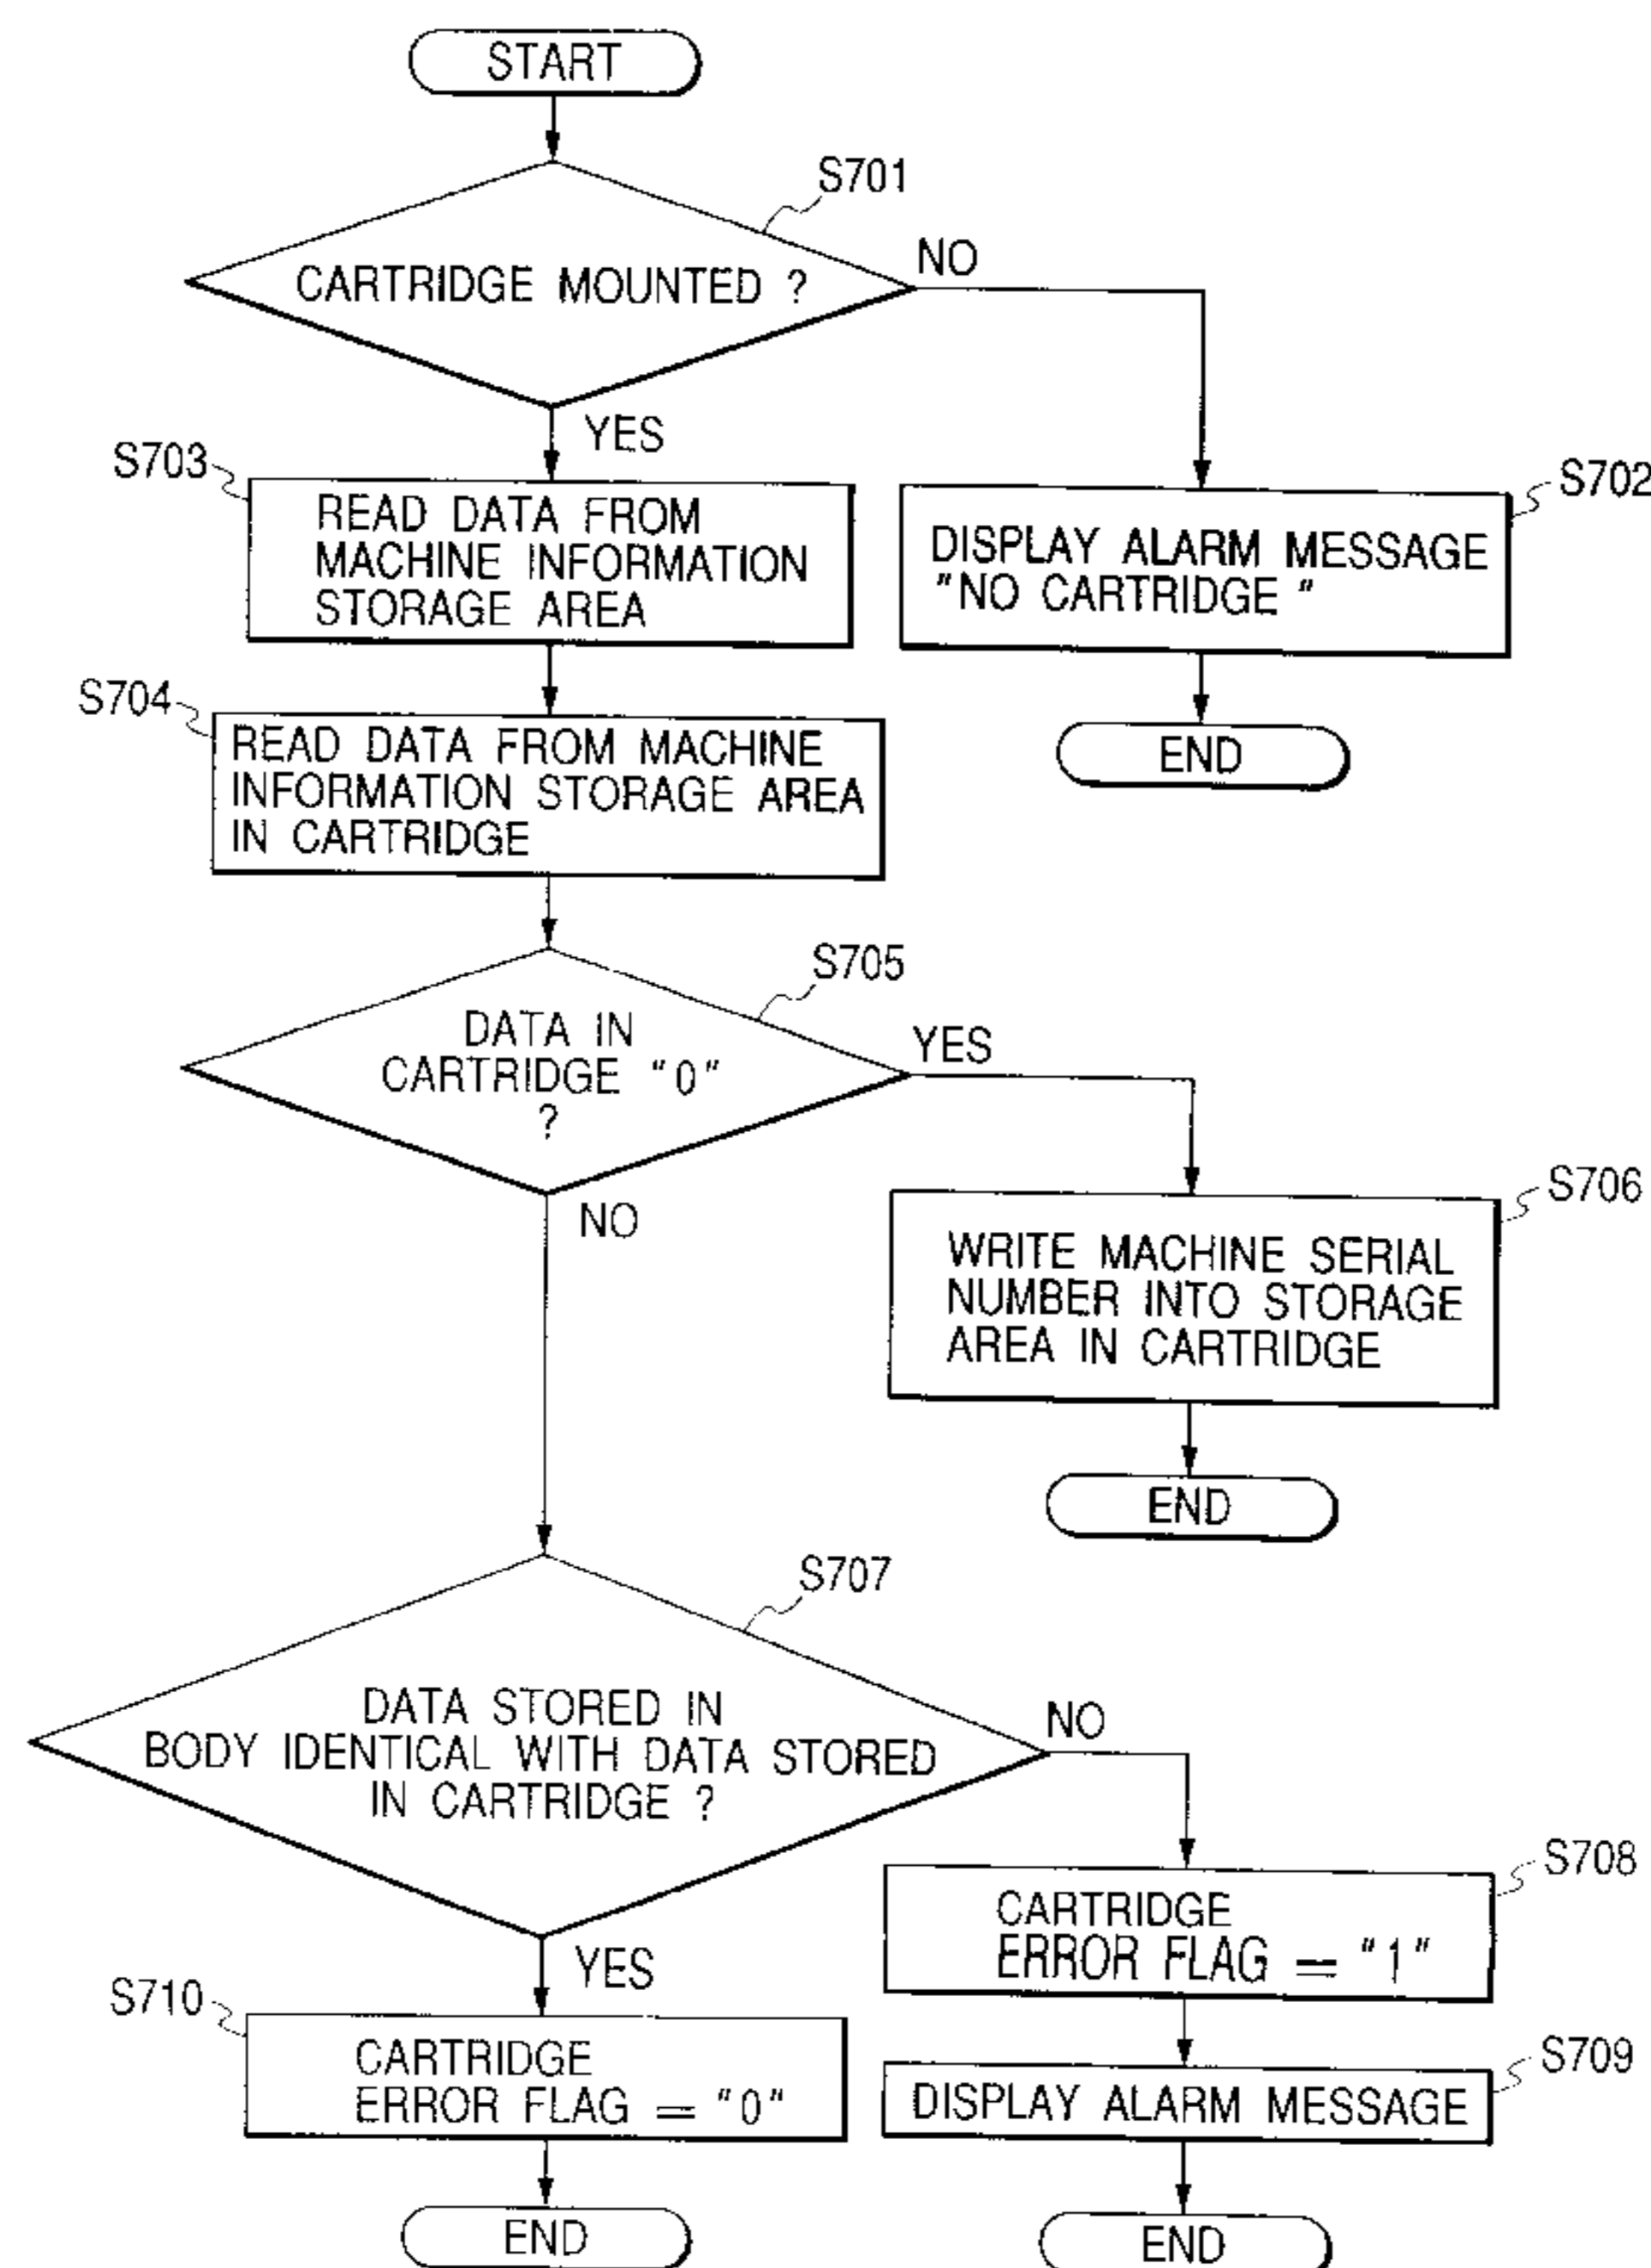 START
S701
CARTRIDGE MOUNTED ?
NO
YES
S703
READ DATA FROM
MACHINE INFORMATION
STORAGE AREA
S702
DISPLAY ALARM MESSAGE
"NO CARTRIDGE"
END
S704
READ DATA FROM MACHINE
INFORMATION STORAGE AREA
IN CARTRIDGE
S705
DATA IN
CARTRIDGE "0"
?
YES
NO
S706
WRITE MACHINE SERIAL
NUMBER INTO STORAGE
AREA IN CARTRIDGE
END
S707
DATA STORED IN
BODY IDENTICAL WITH DATA STORED
IN CARTRIDGE ?
NO
YES
S708
CARTRIDGE
ERROR FLAG = "1"
S710
CARTRIDGE
ERROR FLAG = "0"
S709
DISPLAY ALARM MESSAGE
END
END